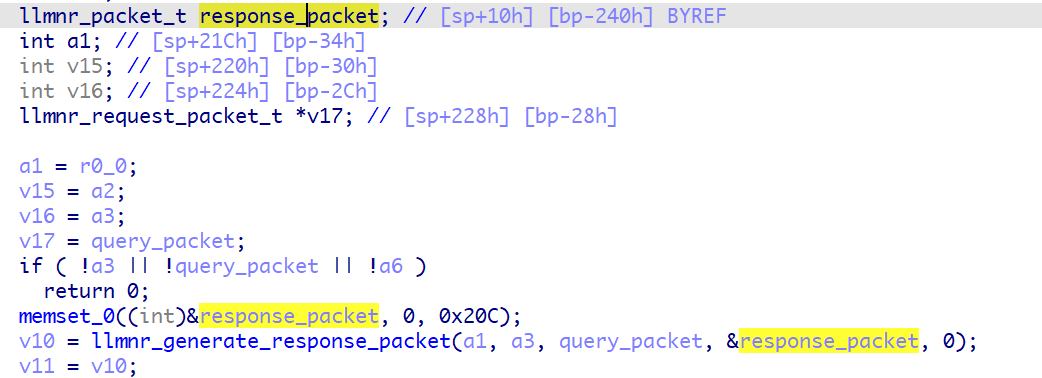 llmnr_packet_t response_packet; // [sp+10h] [bp-240h] BYREF
int a1; // [sp+21Ch] [bp-34h]
int v15; // [sp+220h] [bp-30h]
int v16; // [sp+224h] [bp-2Ch]
llmnr_request_packet_t *v17; // [sp+228h] [bp-28h]

a1 = r0_0;
v15 = a2;
v16 = a3;
v17 = query_packet;
if ( !a3 || !query_packet || !a6 )
  return 0;
memset_0((int)&response_packet, 0, 0x20C);
v10 = llmnr_generate_response_packet(a1, a3, query_packet, &response_packet, 0);
v11 = v10;